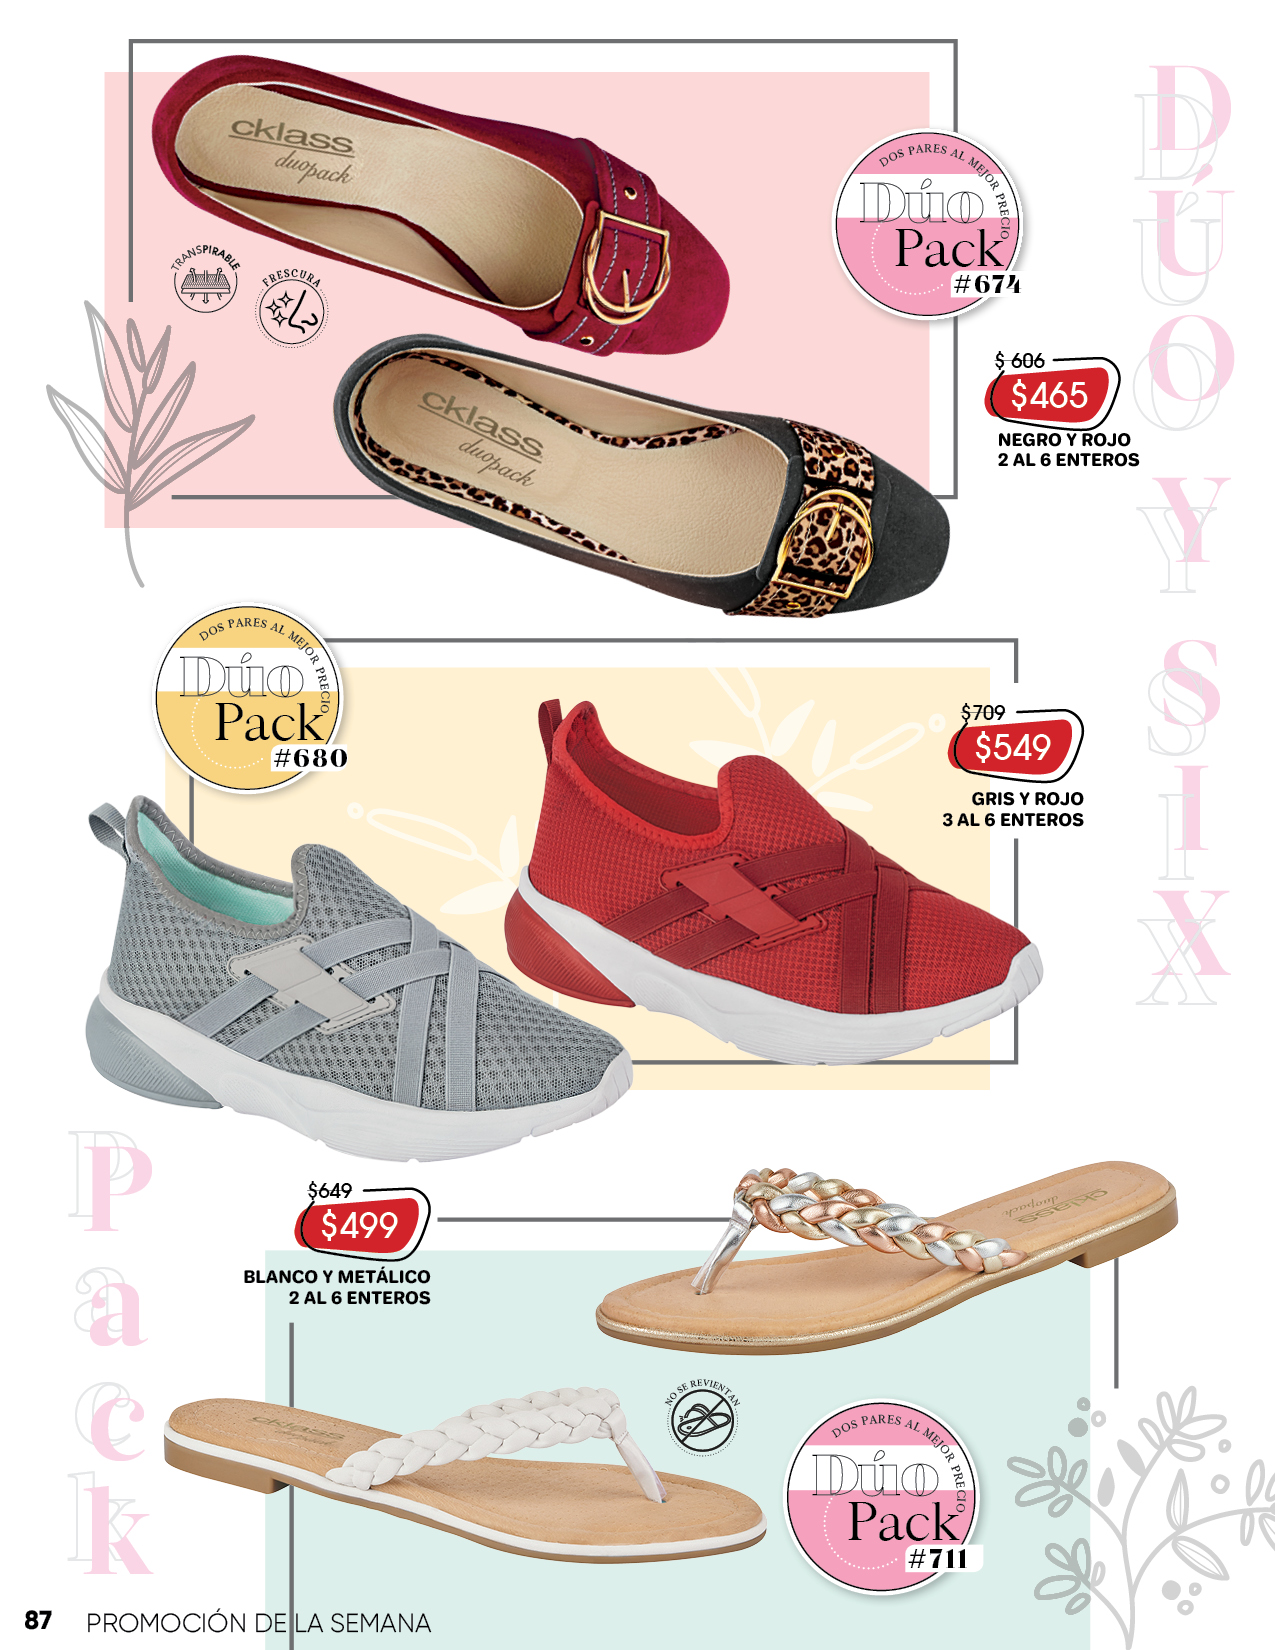 DÚO Y SIX
cklass
duopack
TRANSPIRABLE
FRESCURA
DOS PARES AL MEJOR PRECIO
Dúo
Pack
#674
$ 606
$465
NEGRO Y ROJO
2 AL 6 ENTEROS
cklass
duopack
DOS PARES AL MEJOR PRECIO
Dúo
Pack
#680
$709
$549
GRIS Y ROJO
3 AL 6 ENTEROS
Pack
$649
$499
BLANCO Y METÁLICO
2 AL 6 ENTEROS
cklass
duopack
cklass
NO SE REVIENTAN
DOS PARES AL MEJOR PRECIO
Dúo
Pack
#711
87 PROMOCIÓN DE LA SEMANA